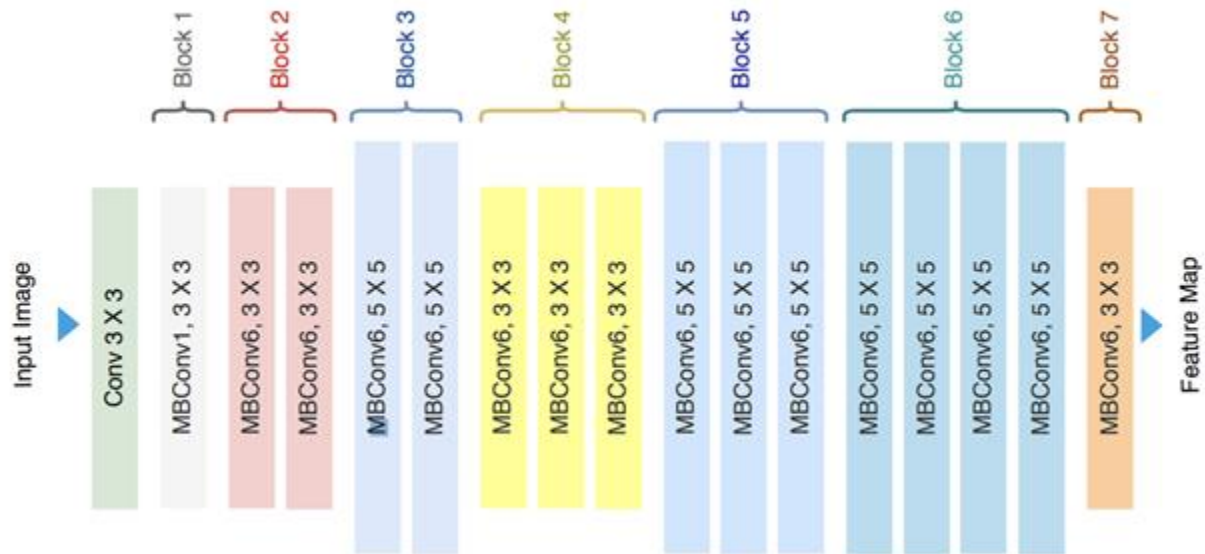 Input Image
Conv 3 X 3
Block 1
MBConv1, 3 X 3
Block 2
MBConv6, 3 X 3
MBConv6, 3 X 3
Block 3
MBConv6, 5 X 5
MBConv6, 5 X 5
Block 4
MBConv6, 3 X 3
MBConv6, 3 X 3
MBConv6, 3 X 3
Block 5
MBConv6, 5 X 5
MBConv6, 5 X 5
MBConv6, 5 X 5
Block 6
MBConv6, 5 X 5
MBConv6, 5 X 5
MBConv6, 5 X 5
MBConv6, 5 X 5
Block 7
MBConv6, 3 X 3
Feature Map